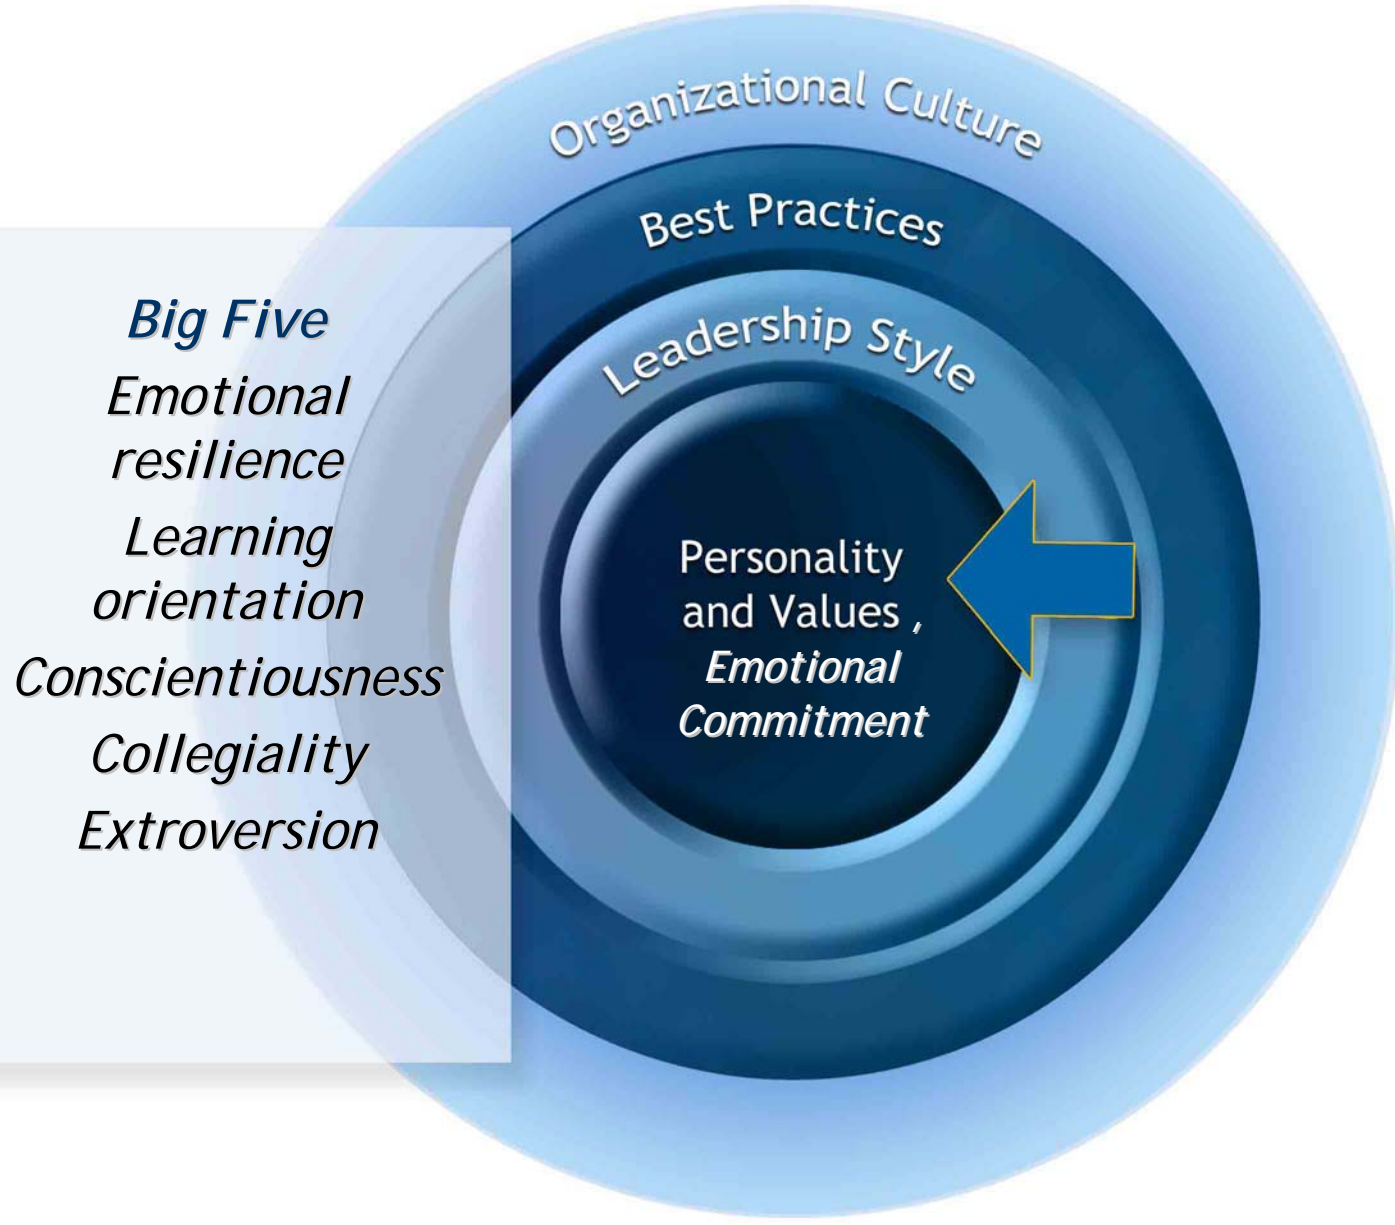 Organizational Culture
Best Practices
Leadership Style
Big Five
Emotional
resilience
Learning
orientation
Conscientiousness
Collegiality
Extroversion
Personality
and Values ,
Emotional
Commitment